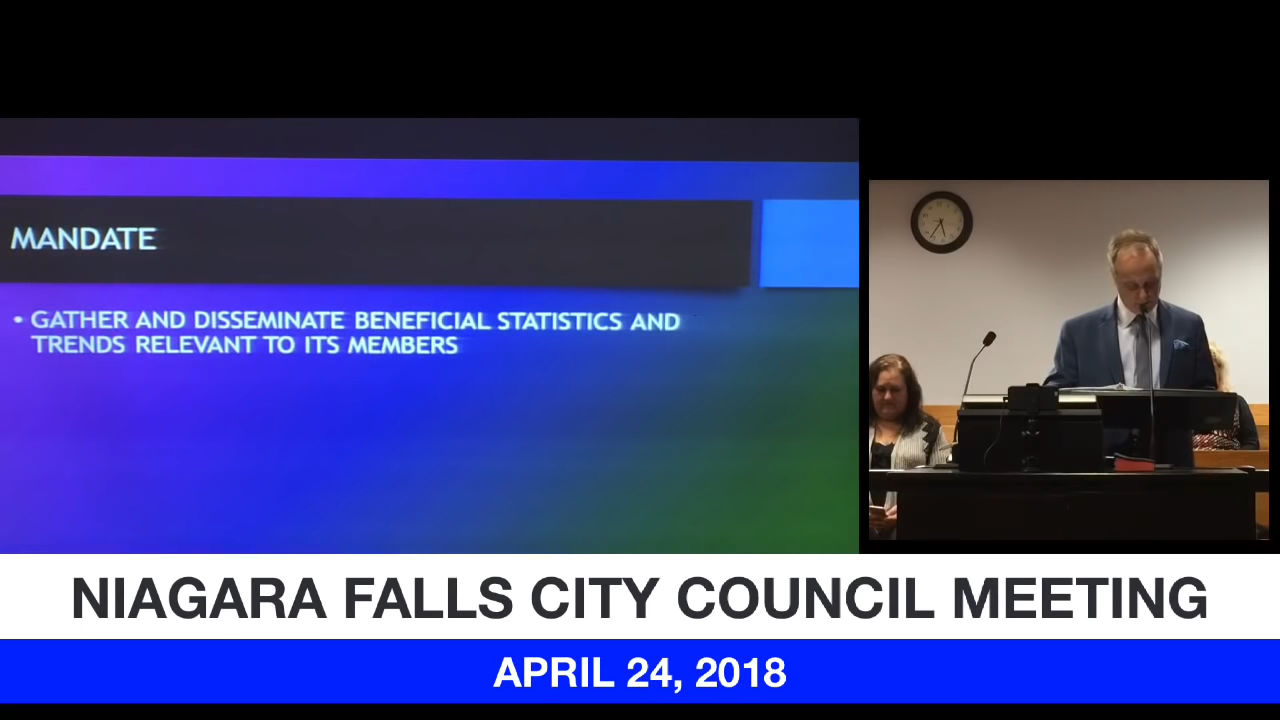 MANDATE
• GATHER AND DISSEMINATE BENEFICIAL STATISTICS AND
TRENDS RELEVANT TO ITS MEMBERS
NIAGARA FALLS CITY COUNCIL MEETING
APRIL 24, 2018